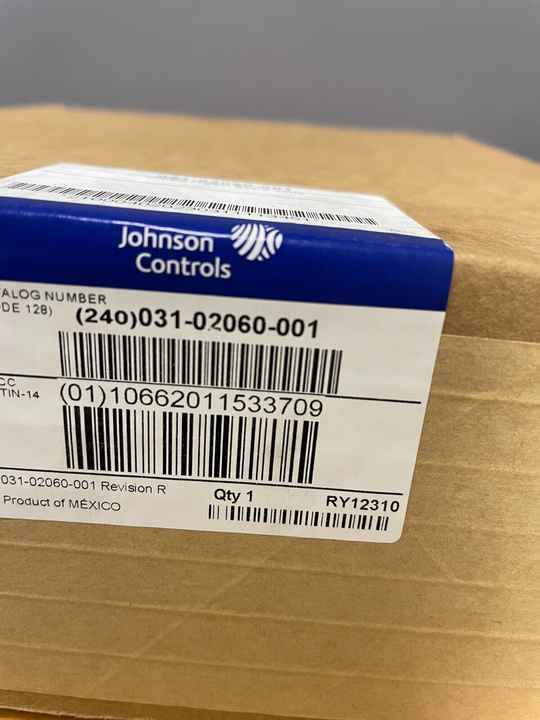 Johnson
Controls
ALOG NUMBER
DE 128)
(240)031-02060-001
CC
TIN-14
(01)10662011533709
031-02060-001 Revision R
Qty 1
RY12310
Product of MÉXICO